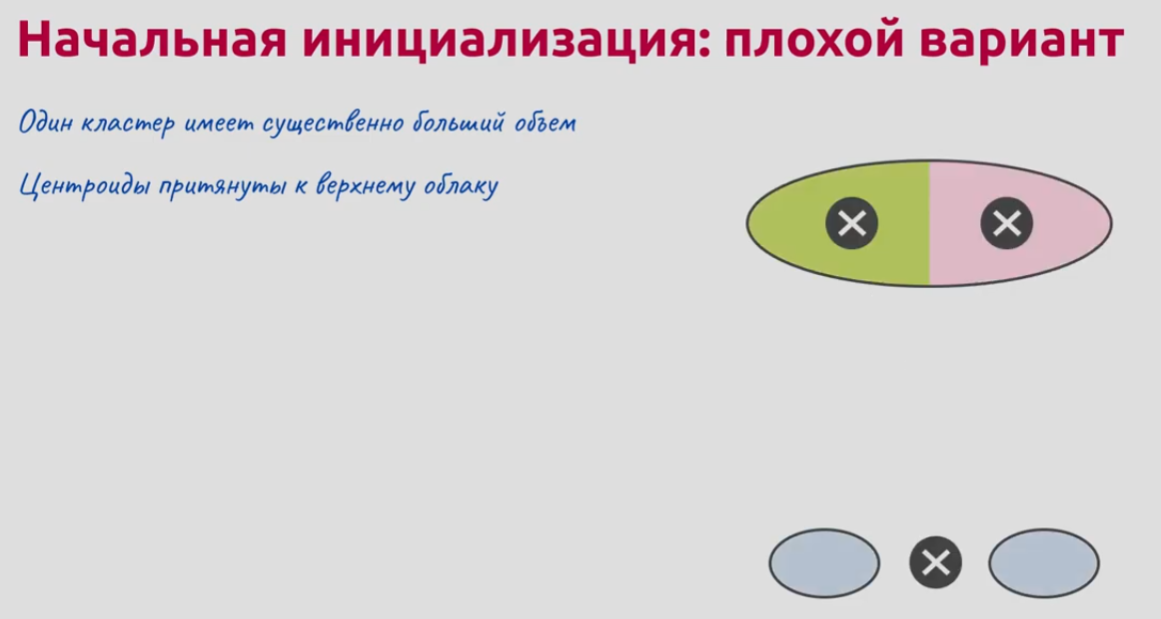 Начальная инициализация: плохой вариант
Один кластер имеет существенно больший объем
Центроиды притянуты к верхнему облаку